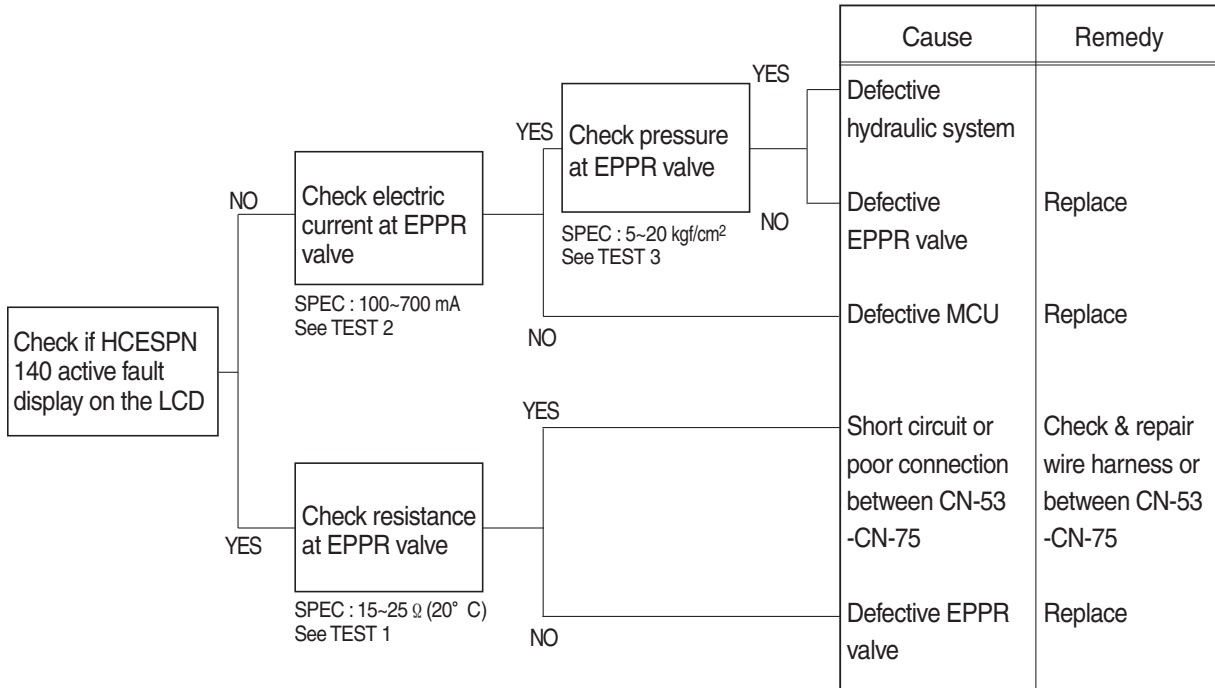 Cause
Remedy
YES
Defective
hydraulic system
YES
Check pressure
at EPPR valve
NO
Check electric
current at EPPR
valve
NO
Defective
EPPR valve
Replace
SPEC : 5~20 kgf/cm²
See TEST 3
SPEC : 100~700 mA
See TEST 2
NO
Defective MCU
Replace
Check if HCESPN
140 active fault
display on the LCD
YES
Short circuit or
poor connection
between CN-53
-CN-75
Check & repair
wire harness or
between CN-53
-CN-75
YES
Check resistance
at EPPR valve
SPEC : 15~25 Ω (20° C)
See TEST 1
NO
Defective EPPR
valve
Replace